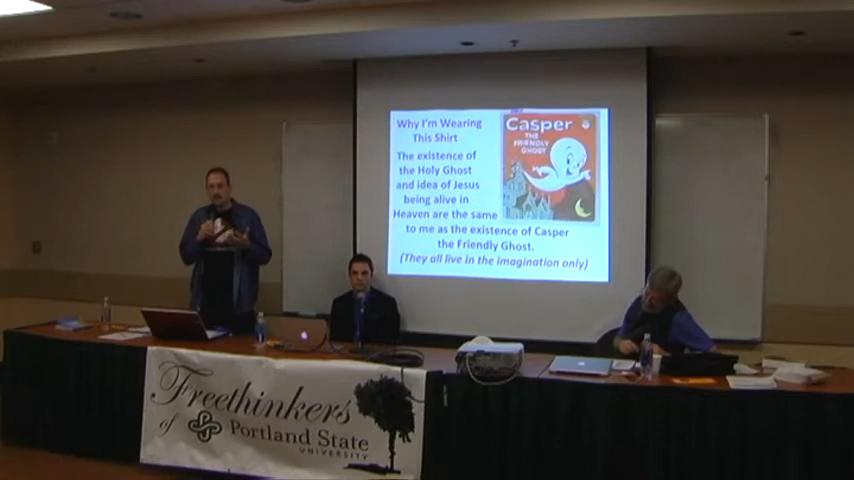 Why I'm Wearing
This Shirt
The existence of
the Holy Ghost
and idea of Jesus
being alive in
Heaven are the same
to me as the existence of Casper
the Friendly Ghost.
(They all live in the imagination only)
Casper
THE
FRIENDLY
GHOST
Freethinkers
of Portland State
UNIVERSITY